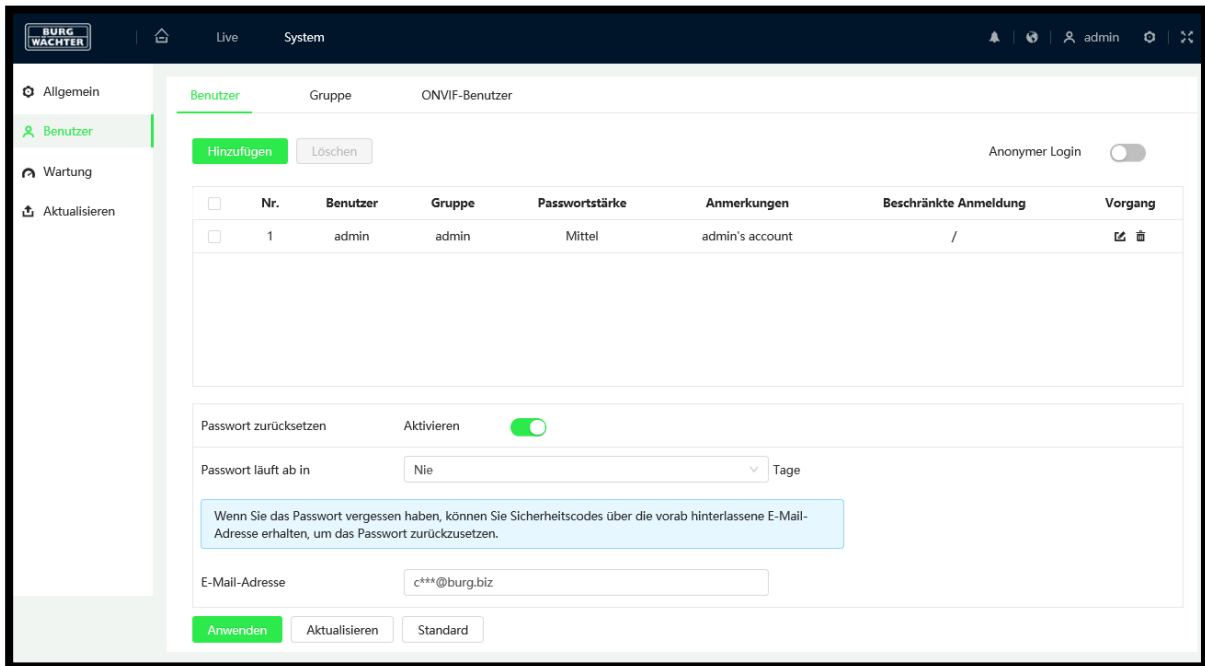 BURG
WÄCHTER
Live System admin
Allgemein
Benutzer
Wartung
Aktualisieren
Benutzer Gruppe ONVIF-Benutzer
Hinzufügen Löschen Anonymer Login
Nr. Benutzer Gruppe Passwortstärke Anmerkungen Beschränkte Anmeldung Vorgang
1 admin admin Mittel admin's account /
Passwort zurücksetzen Aktivieren
Passwort läuft ab in Nie Tage
Wenn Sie das Passwort vergessen haben, können Sie Sicherheitscodes über die vorab hinterlassene E-Mail-
Adresse erhalten, um das Passwort zurückzusetzen.
E-Mail-Adresse c***@burg.biz
Anwenden Aktualisieren Standard